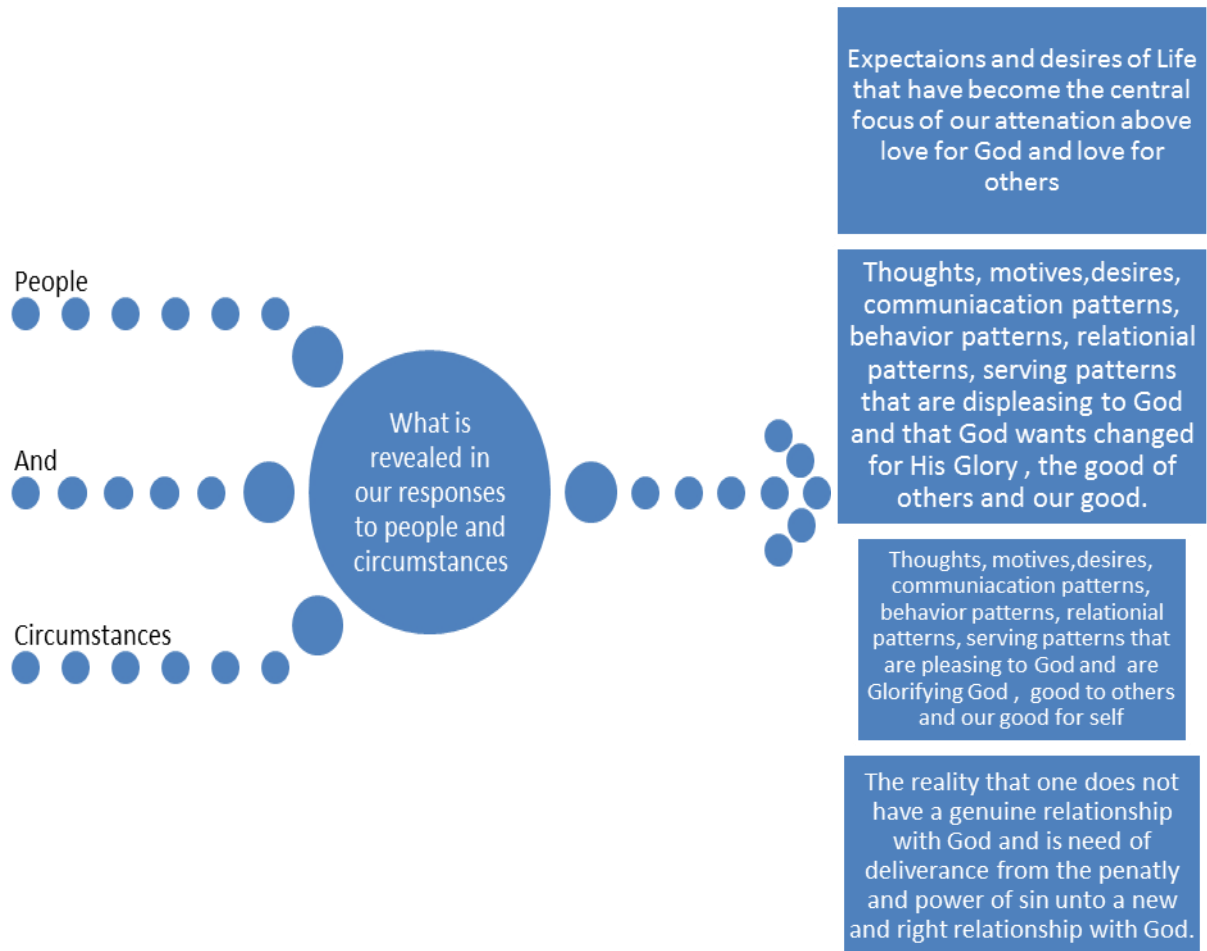 People
And
Circumstances
What is
revealed in
our responses
to people and
circumstances
Expectaions and desires of Life
that have become the central
focus of our attenation above
love for God and love for
others
Thoughts, motives,desires,
communiacation patterns,
behavior patterns, relationial
patterns, serving patterns
that are displeasing to God
and that God wants changed
for His Glory , the good of
others and our good.
Thoughts, motives,desires,
communiacation patterns,
behavior patterns, relationial
patterns, serving patterns that
are pleasing to God and  are
Glorifying God ,  good to others
and our good for self
The reality that one does not
have a genuine relationship
with God and is need of
deliverance from the penatly
and power of sin unto a new
and right relationship with God.